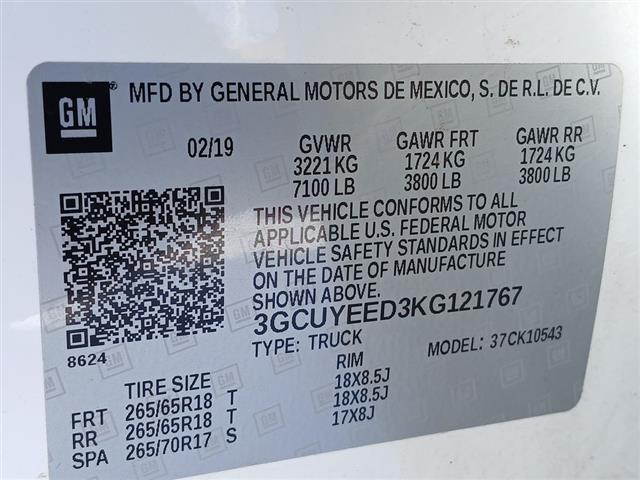 GM MFD BY GENERAL MOTORS DE MEXICO, S. DE R.L. DE C.V.
02/19 GVWR GAWR FRT GAWR RR
3221 KG 1724 KG 1724 KG
7100 LB 3800 LB 3800 LB
THIS VEHICLE CONFORMS TO ALL
APPLICABLE U.S. FEDERAL MOTOR
VEHICLE SAFETY STANDARDS IN EFFECT
ON THE DATE OF MANUFACTURE
SHOWN ABOVE.
3GCUYEED3KG121767
8624
TYPE: TRUCK MODEL: 37CK10543
TIRE SIZE RIM
FRT 265/65R18 T 18X8.5J
RR 265/65R18 T 18X8.5J
SPA 265/70R17 S 17X8J